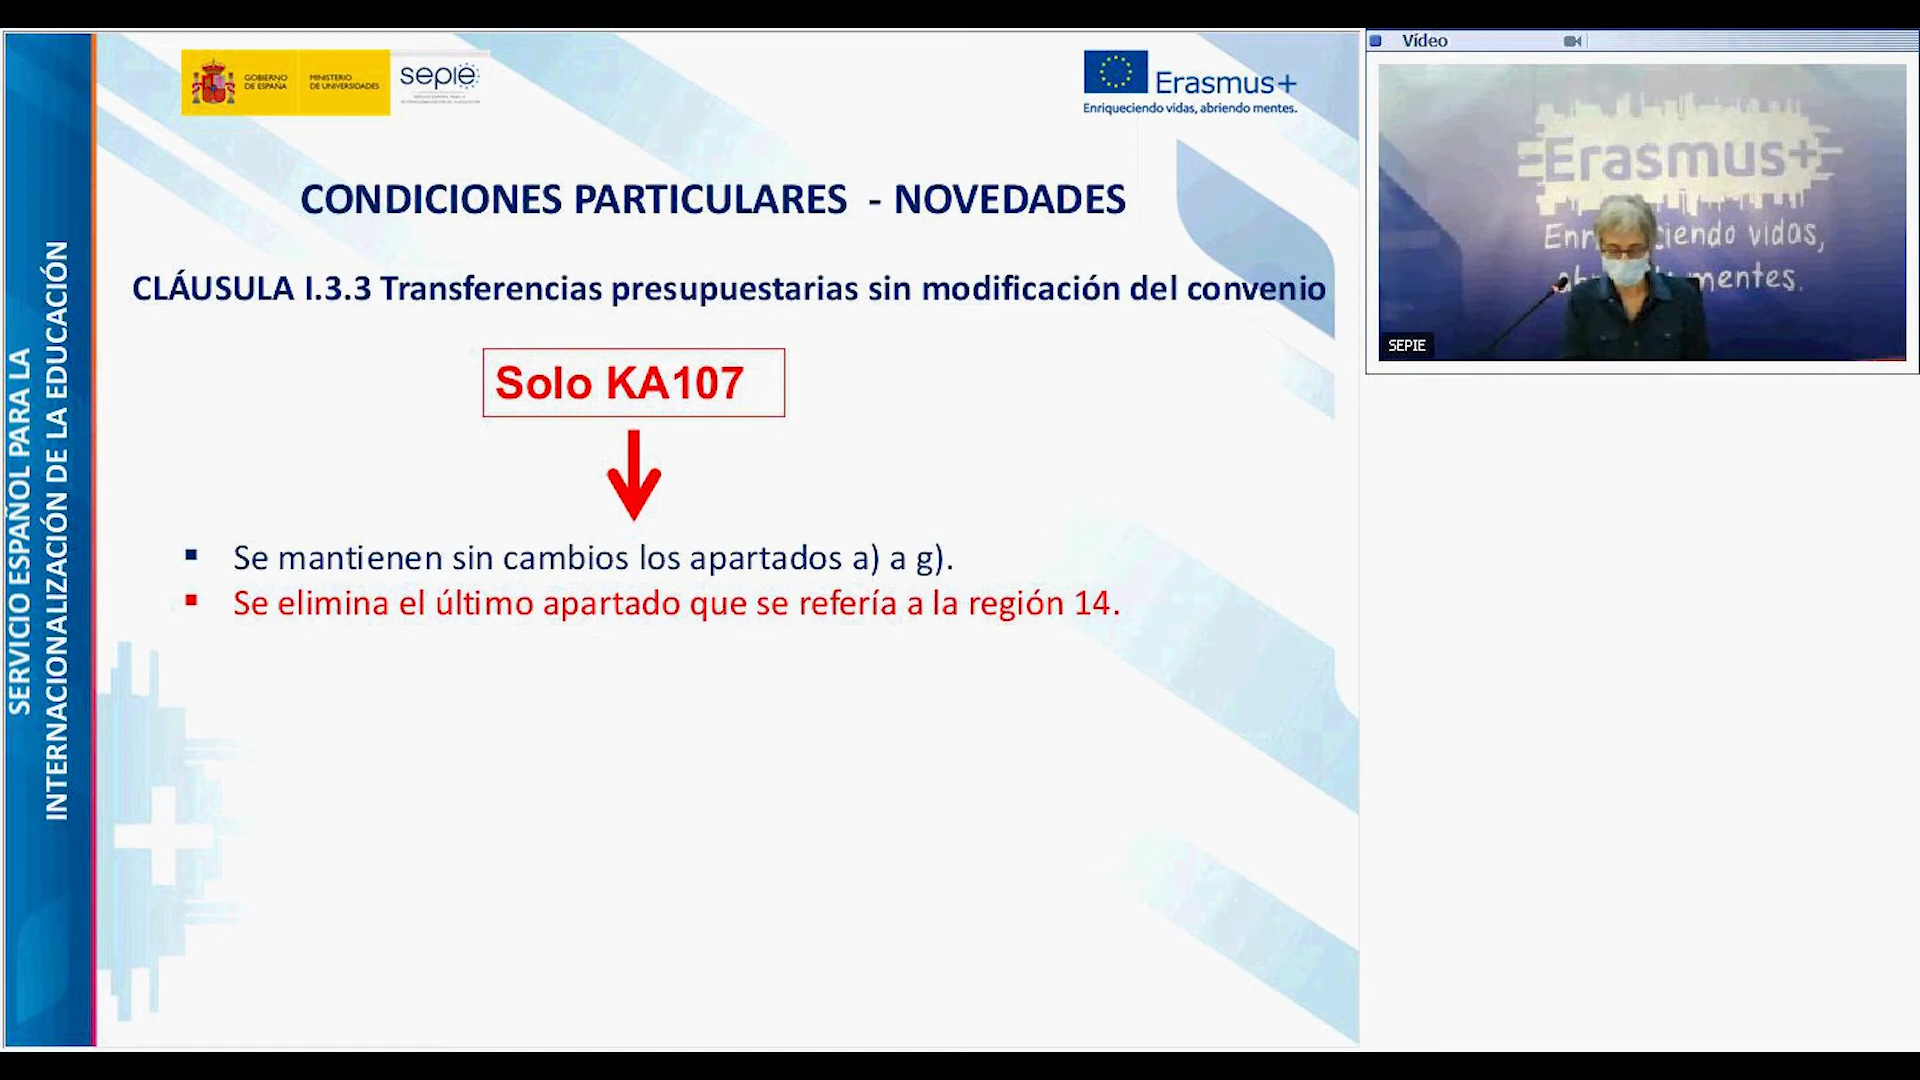 SERVICIO ESPAÑOL PARA LA
INTERNACIONALIZACIÓN DE LA EDUCACIÓN
GOBIERNO
DE ESPAÑA
MINISTERIO
DE UNIVERSIDADES
sepie
Erasmus+
Enriqueciendo vidas, abriendo mentes.
CONDICIONES PARTICULARES - NOVEDADES
CLÁUSULA I.3.3 Transferencias presupuestarias sin modificación del convenio
Solo KA107
▪ Se mantienen sin cambios los apartados a) a g).
▪ Se elimina el último apartado que se refería a la región 14.
Vídeo
Erasmus+
vidas,
mentes.
SEPIE